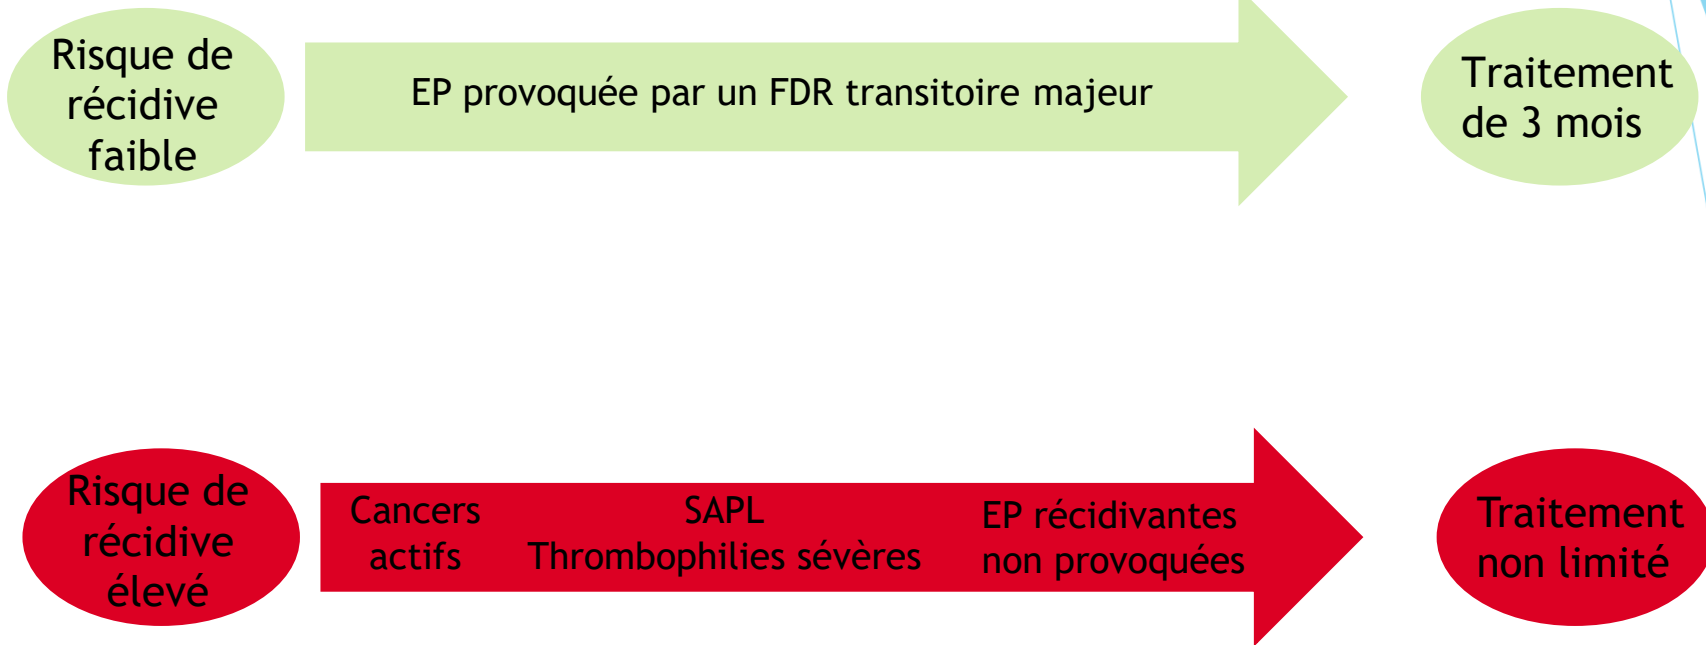 Risque de
récidive
faible
EP provoquée par un FDR transitoire majeur
Traitement
de 3 mois
Risque de
récidive
élevé
Cancers
actifs
SAPL
Thrombophilies sévères
EP récidivantes
non provoquées
Traitement
non limité